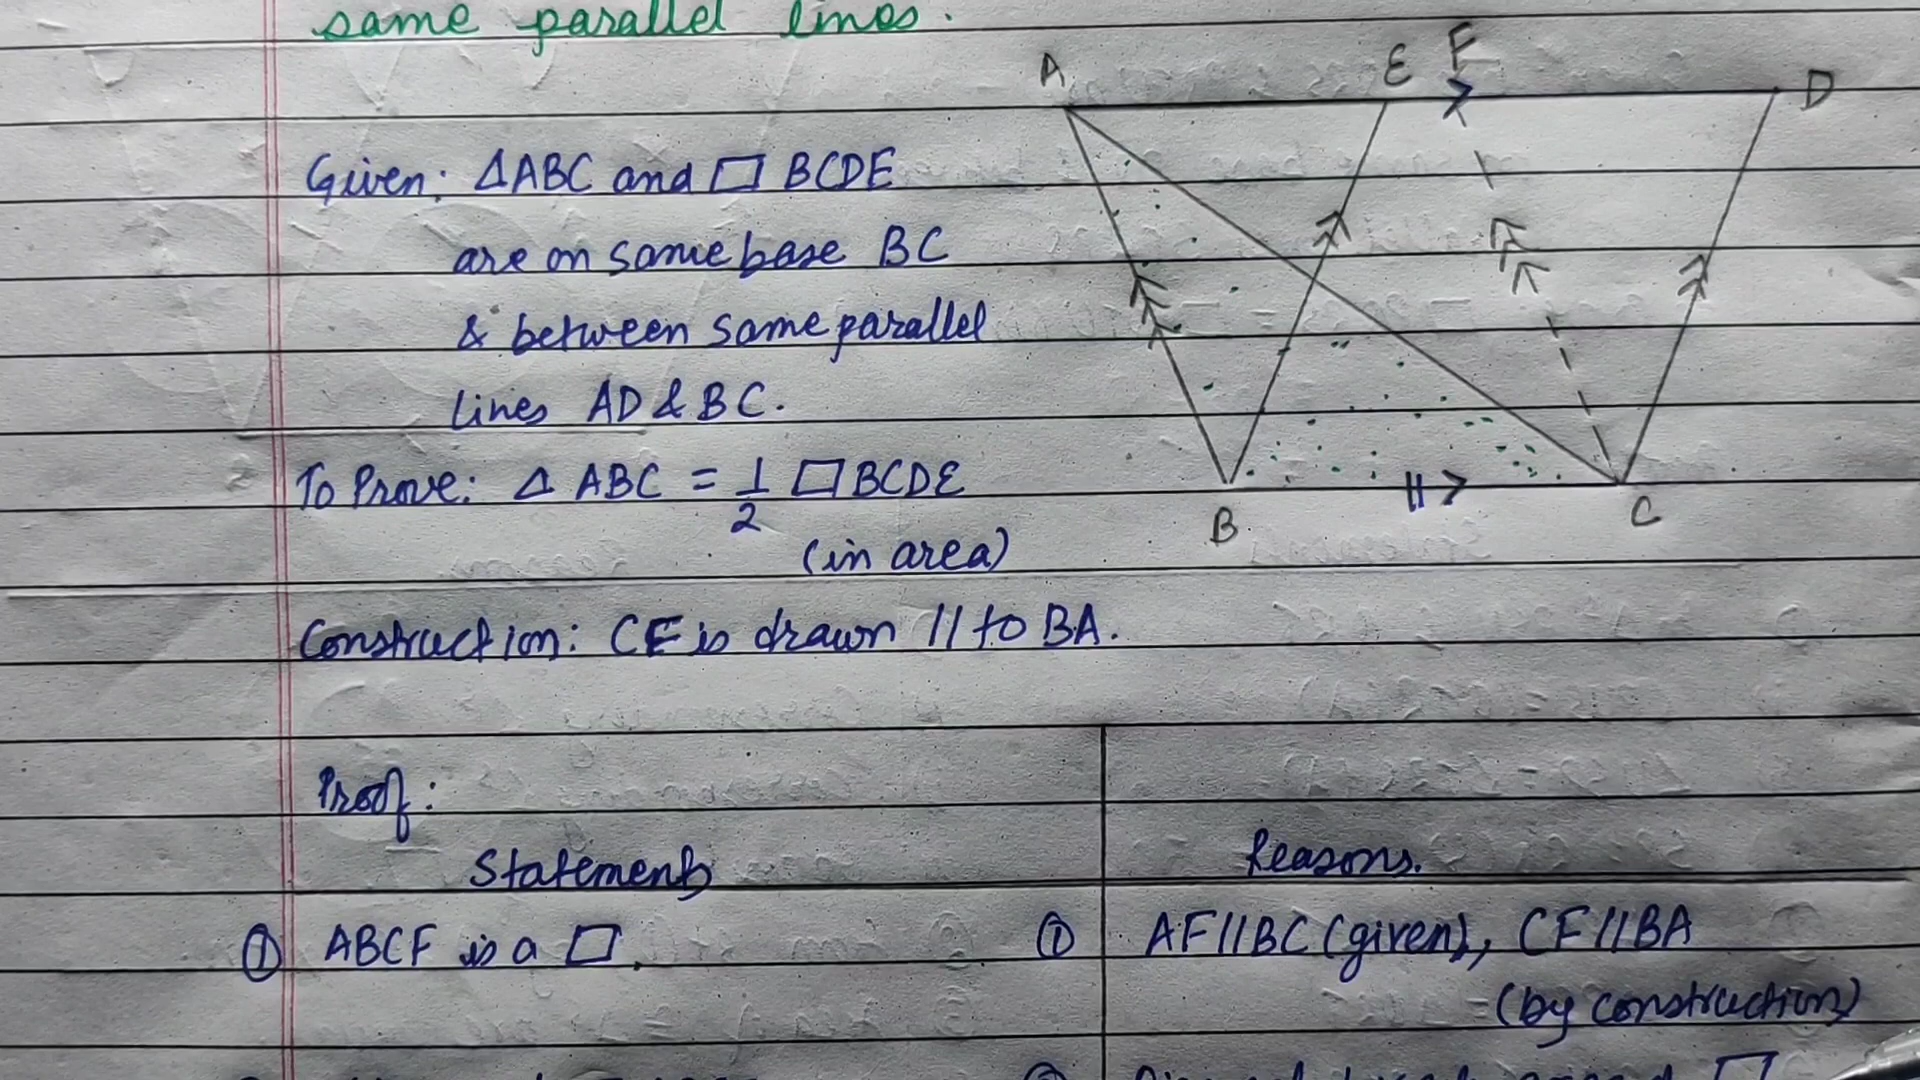 same parallel lines.
A E F D
Given: ΔABC and ▱ BCDE
are on same base BC
& between same parallel
lines AD & BC.
To Prove: Δ ABC = 1/2 ▱ BCDE
(in area)
B C
Construction: CF is drawn // to BA.
Proof:
Statements Reasons.
① ABCF is a ▱. ① AF//BC (given), CF//BA
(by construction)